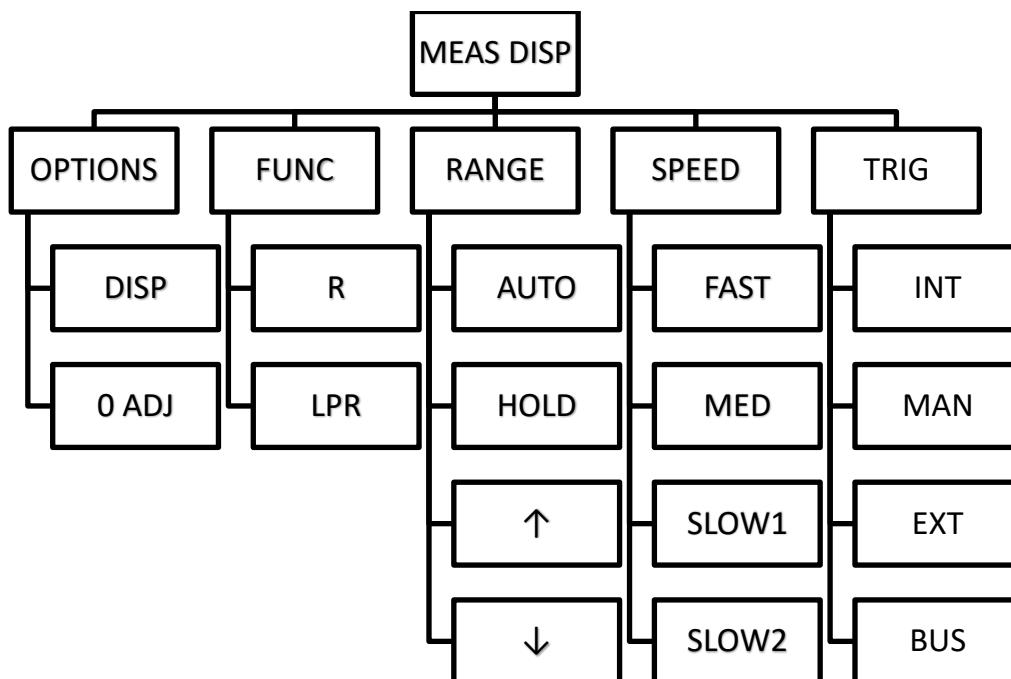 MEAS DISP
OPTIONS
FUNC
RANGE
SPEED
TRIG
DISP
R
AUTO
FAST
INT
0 ADJ
LPR
HOLD
MED
MAN
↑
SLOW1
EXT
↓
SLOW2
BUS